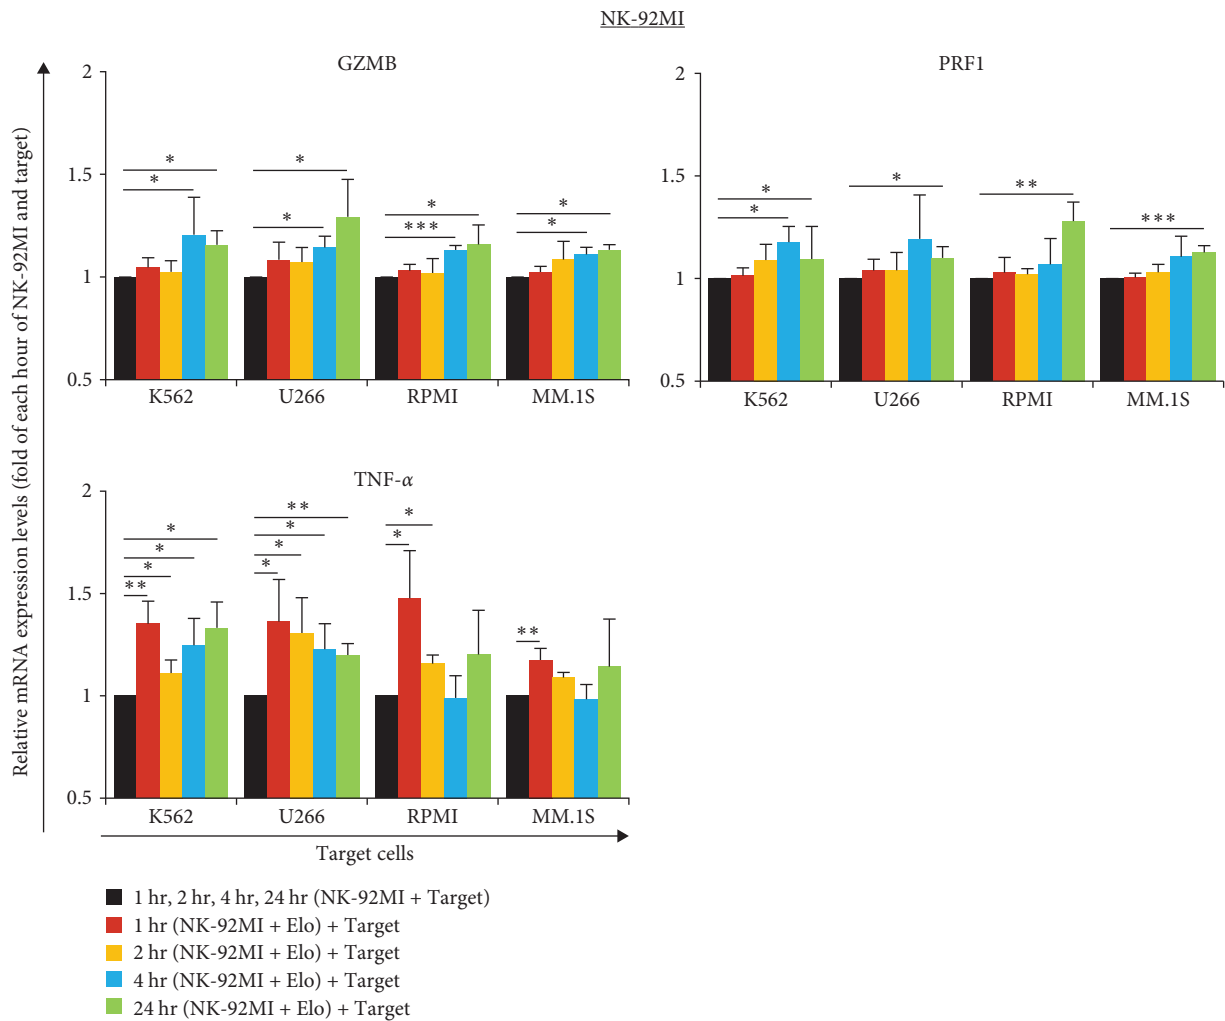 NK-92MI
Relative mRNA expression levels (fold of each hour of NK-92MI and target)
GZMB
2
1.5
1
0.5
*
*
*
*
*
***
*
*
K562 U266 RPMI MM.1S
PRF1
2
1.5
1
0.5
*
*
*
**
***
K562 U266 RPMI MM.1S
TNF-α
2
1.5
1
0.5
*
*
*
**
**
*
*
*
*
*
**
K562 U266 RPMI MM.1S
Target cells
1 hr, 2 hr, 4 hr, 24 hr (NK-92MI + Target)
1 hr (NK-92MI + Elo) + Target
2 hr (NK-92MI + Elo) + Target
4 hr (NK-92MI + Elo) + Target
24 hr (NK-92MI + Elo) + Target